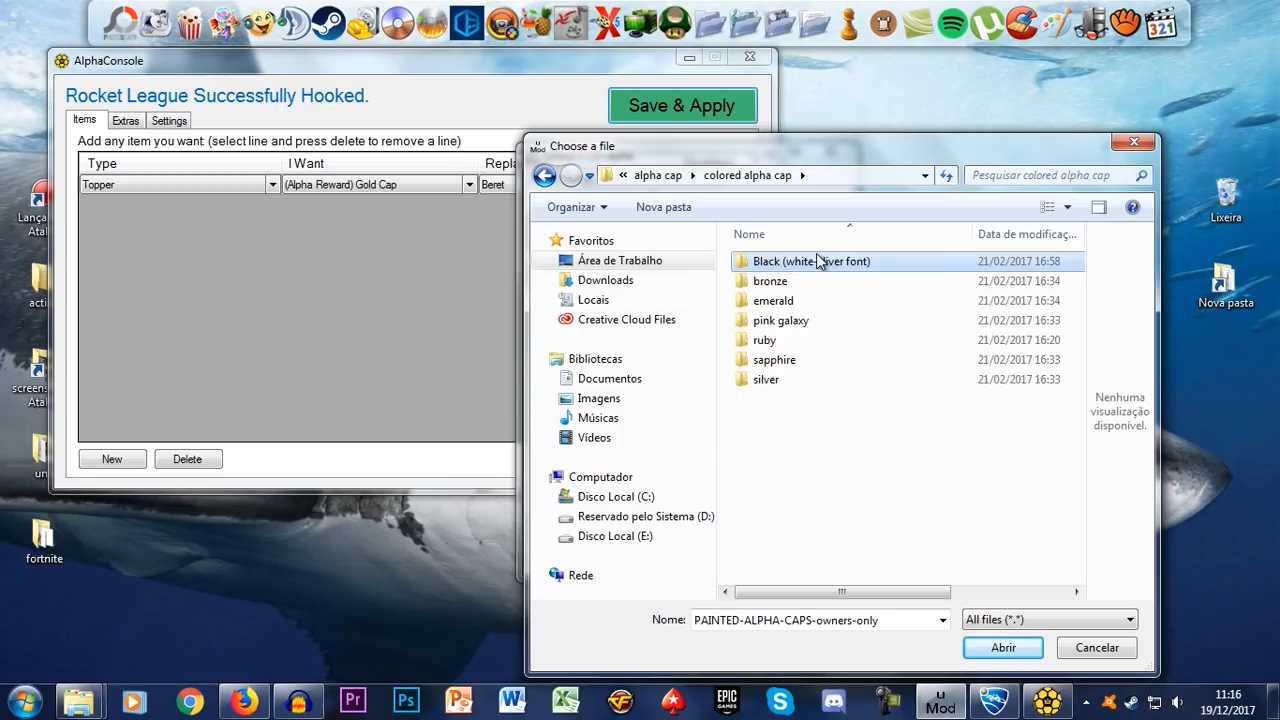 321
AlphaConsole
Rocket League Successfully Hooked.
Save & Apply
Items
Extras
Settings
Add any item you want: (select line and press delete to remove a line)
Type
I Want
Topper
(Alpha Reward) Gold Cap
Beret
New
Delete
u
Mod
Choose a file
alpha cap
colored alpha cap
Pesquisar colored alpha cap
Organizar
Nova pasta
Nome
Data de modificaç...
Favoritos
Área de Trabalho
Downloads
Locais
Creative Cloud Files
Bibliotecas
Documentos
Imagens
Músicas
Vídeos
Computador
Disco Local (C:)
Reservado pelo Sistema (D:)
Disco Local (E:)
Rede
Black (white font)
21/02/2017 16:58
bronze
21/02/2017 16:34
emerald
21/02/2017 16:34
pink galaxy
21/02/2017 16:33
ruby
21/02/2017 16:20
sapphire
21/02/2017 16:33
silver
21/02/2017 16:33
Nenhuma
visualização
disponível.
Nome:
PAINTED-ALPHA-CAPS-owners-only
All files (*.*)
Abrir
Cancelar
Lixeira
Nova pasta
fortnite
Pr
Ps
EPIC
GAMES
u
Mod
11:16
19/12/2017